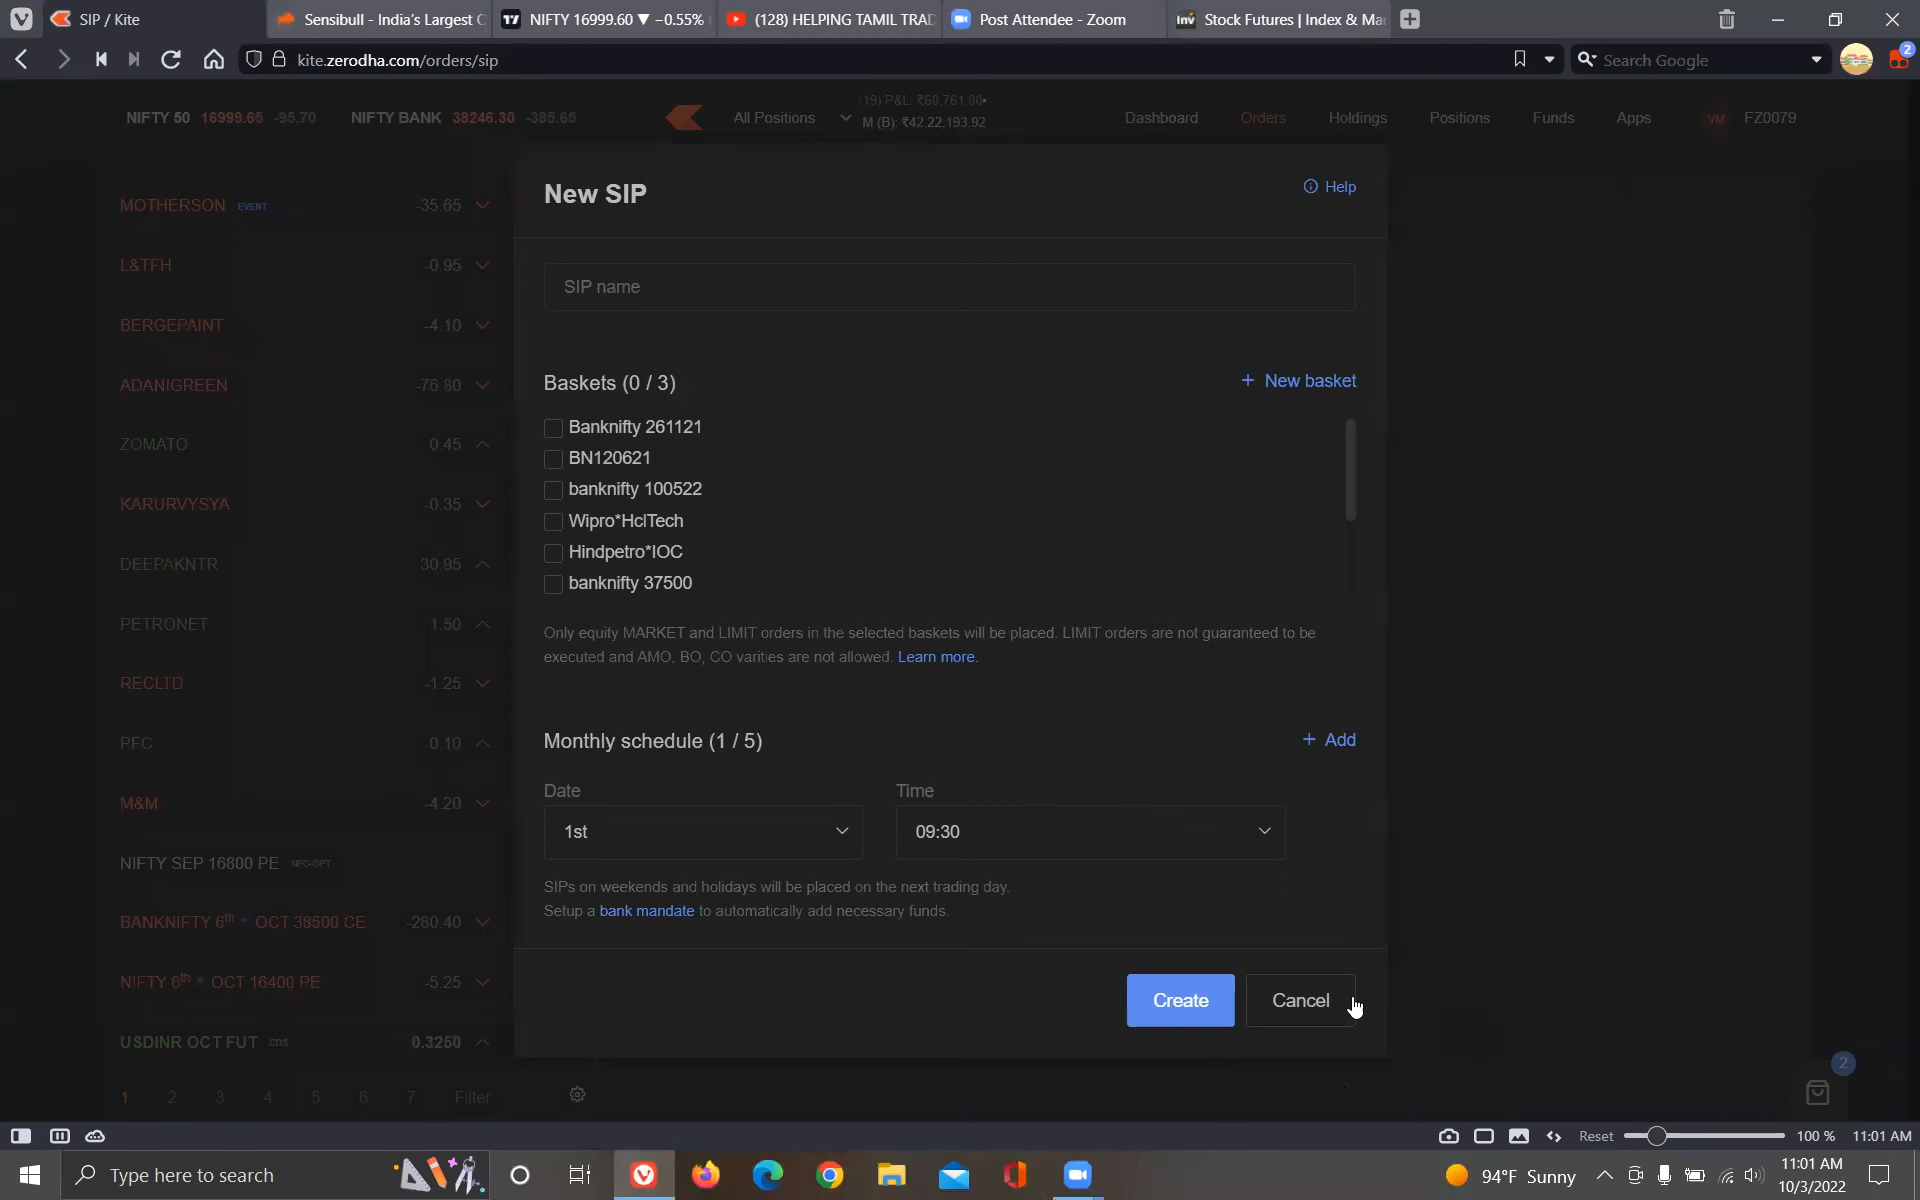 SIP / Kite
Sensibull - India's Largest C
NIFTY 16999.60 ▼ −0.55%
(128) HELPING TAMIL TRAD
Post Attendee - Zoom
Stock Futures | Index & Mar
kite.zerodha.com/orders/sip
Search Google
2
NIFTY 50 16999.65 -95.70
NIFTY BANK 38246.30 -385.60
All Positions
(19) P&L: ₹60,761.00
M (B): ₹42,22,193.92
Dashboard
Orders
Holdings
Positions
Funds
Apps
VM
FZ0079
MOTHERSON EVENT -35.65
L&TFH -0.95
BERGEPAINT -4.10
ADANIGREEN -76.80
ZOMATO 0.45
KARURVYSYA -0.35
DEEPAKNTR 30.95
PETRONET 1.50
RECLTD -1.25
PFC 0.10
M&M -4.20
NIFTY SEP 16800 PE NFO-OPT
BANKNIFTY 6th OCT 38500 CE -280.40
NIFTY 6th OCT 16400 PE -5.25
USDINR OCT FUT CDS 0.3250
1 2 3 4 5 6 7 Filter
New SIP
Help
SIP name
Baskets (0 / 3)
+ New basket
Banknifty 261121
BN120621
banknifty 100522
Wipro*HclTech
Hindpetro*IOC
banknifty 37500
Only equity MARKET and LIMIT orders in the selected baskets will be placed. LIMIT orders are not guaranteed to be
executed and AMO, BO, CO varities are not allowed. Learn more.
Monthly schedule (1 / 5)
+ Add
Date
Time
1st
09:30
SIPs on weekends and holidays will be placed on the next trading day.
Setup a bank mandate to automatically add necessary funds.
Create
Cancel
2
Reset
100 %
11:01 AM
Type here to search
94°F Sunny
11:01 AM
10/3/2022